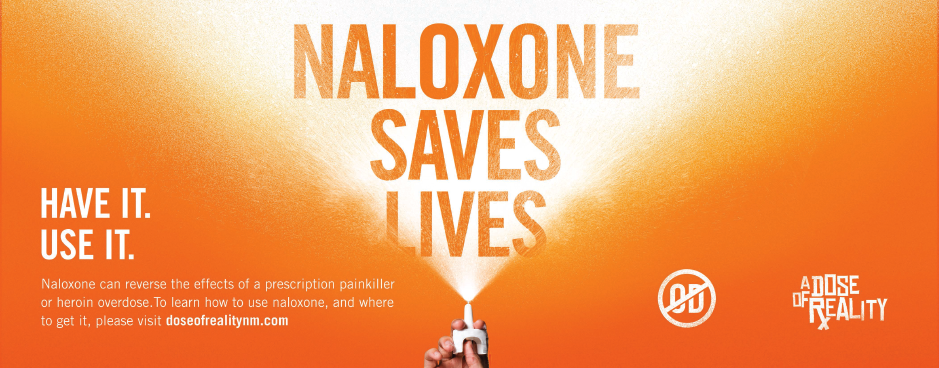 NALOXONE
SAVES
LIVES
HAVE IT.
USE IT.
Naloxone can reverse the effects of a prescription painkiller
or heroin overdose.To learn how to use naloxone, and where
to get it, please visit doseofrealitynm.com
OD
A DOSE
OF REALITY